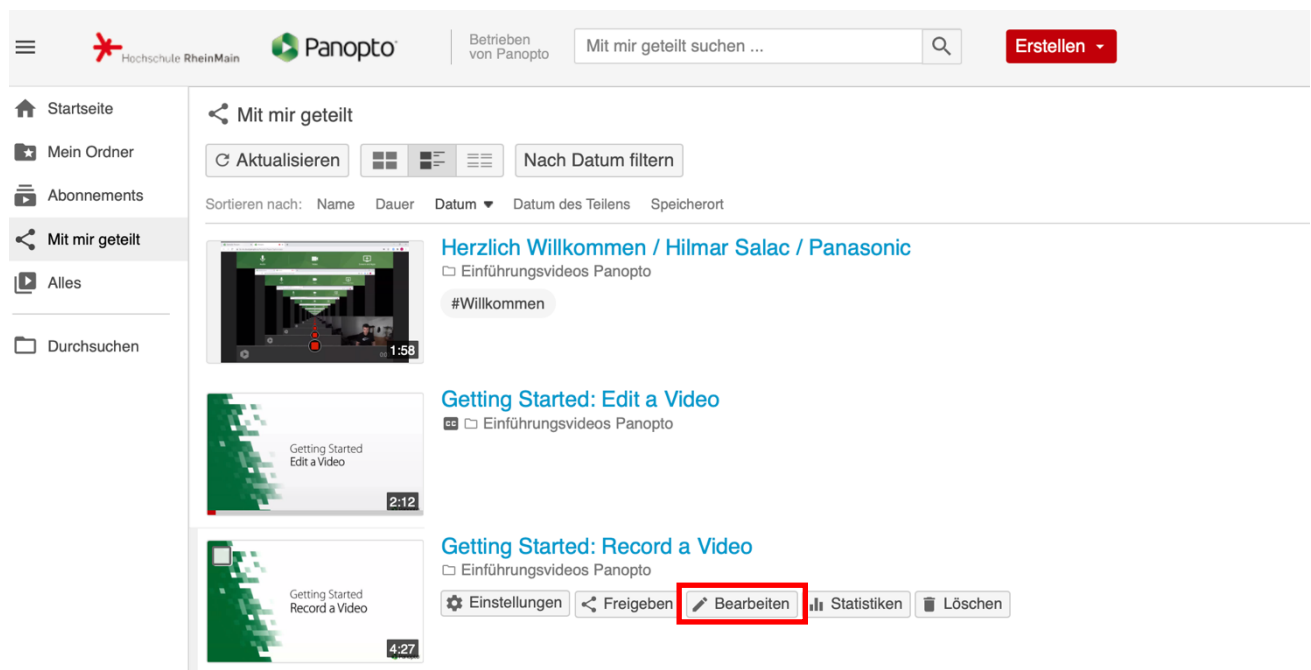 Hochschule RheinMain
Panopto
Betrieben
von Panopto
Mit mir geteilt suchen ...
Erstellen
Startseite
Mein Ordner
Abonnements
Mit mir geteilt
Alles
Durchsuchen
Mit mir geteilt
Aktualisieren
Nach Datum filtern
Sortieren nach: Name Dauer Datum Datum des Teilens Speicherort
1:58
Herzlich Willkommen / Hilmar Salac / Panasonic
Einführungsvideos Panopto
#Willkommen
Getting Started
Edit a Video
2:12
Getting Started: Edit a Video
CC Einführungsvideos Panopto
Getting Started
Record a Video
4:27
Getting Started: Record a Video
Einführungsvideos Panopto
Einstellungen Freigeben Bearbeiten Statistiken Löschen